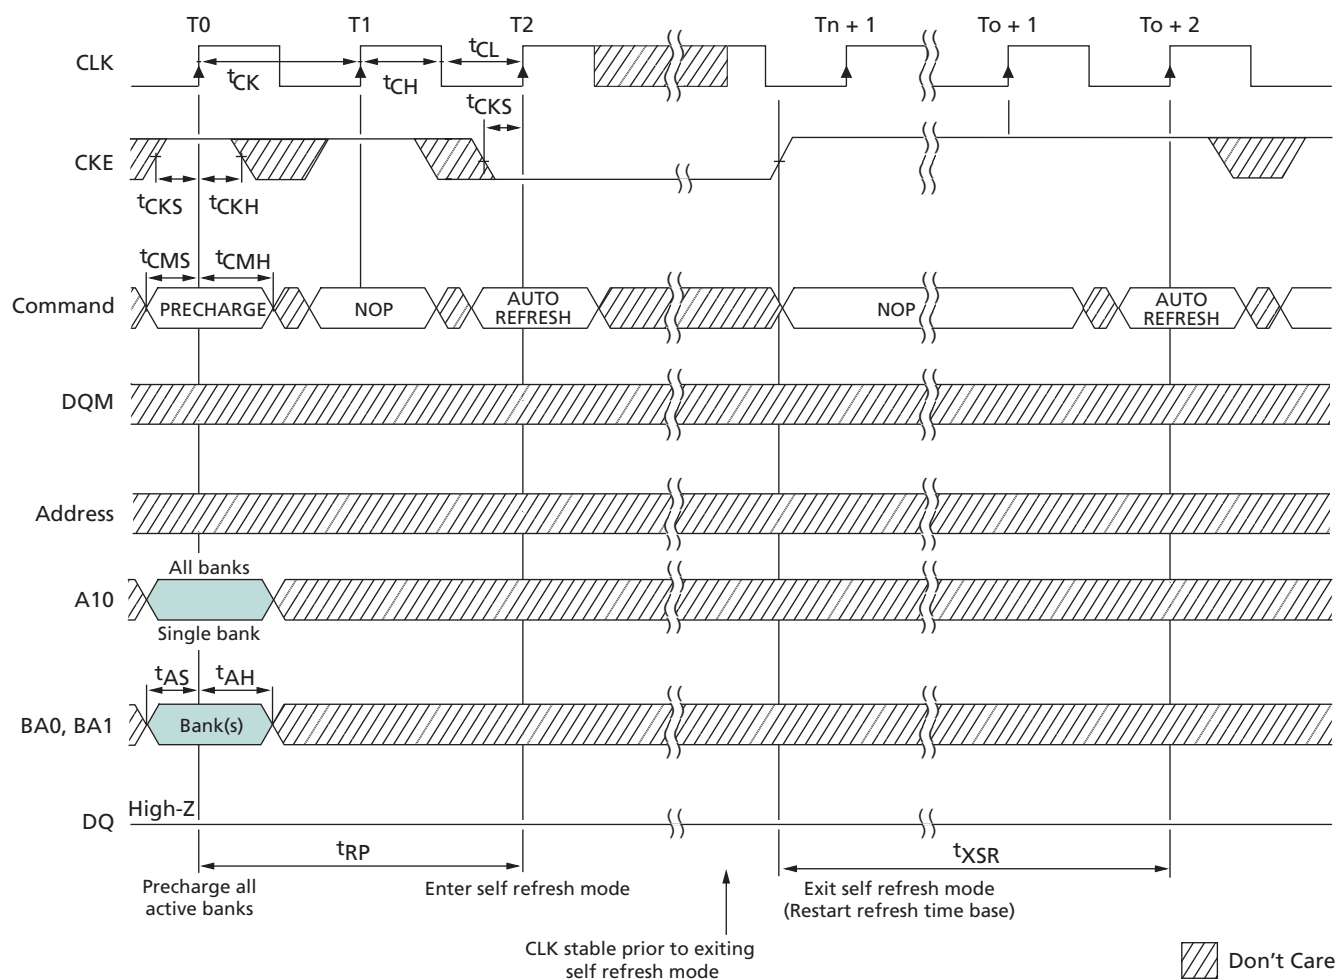 T0 T1 T2 Tn + 1 To + 1 To + 2
CLK
tCK
tCH
tCL
tCKS
CKE
tCKS
tCKH
tCMS
tCMH
Command
PRECHARGE
NOP
AUTO
REFRESH
NOP
AUTO
REFRESH
DQM
Address
All banks
A10
Single bank
tAS
tAH
BA0, BA1
Bank(s)
High-Z
DQ
tRP
tXSR
Precharge all
active banks
Enter self refresh mode
Exit self refresh mode
(Restart refresh time base)
CLK stable prior to exiting
self refresh mode
Don't Care